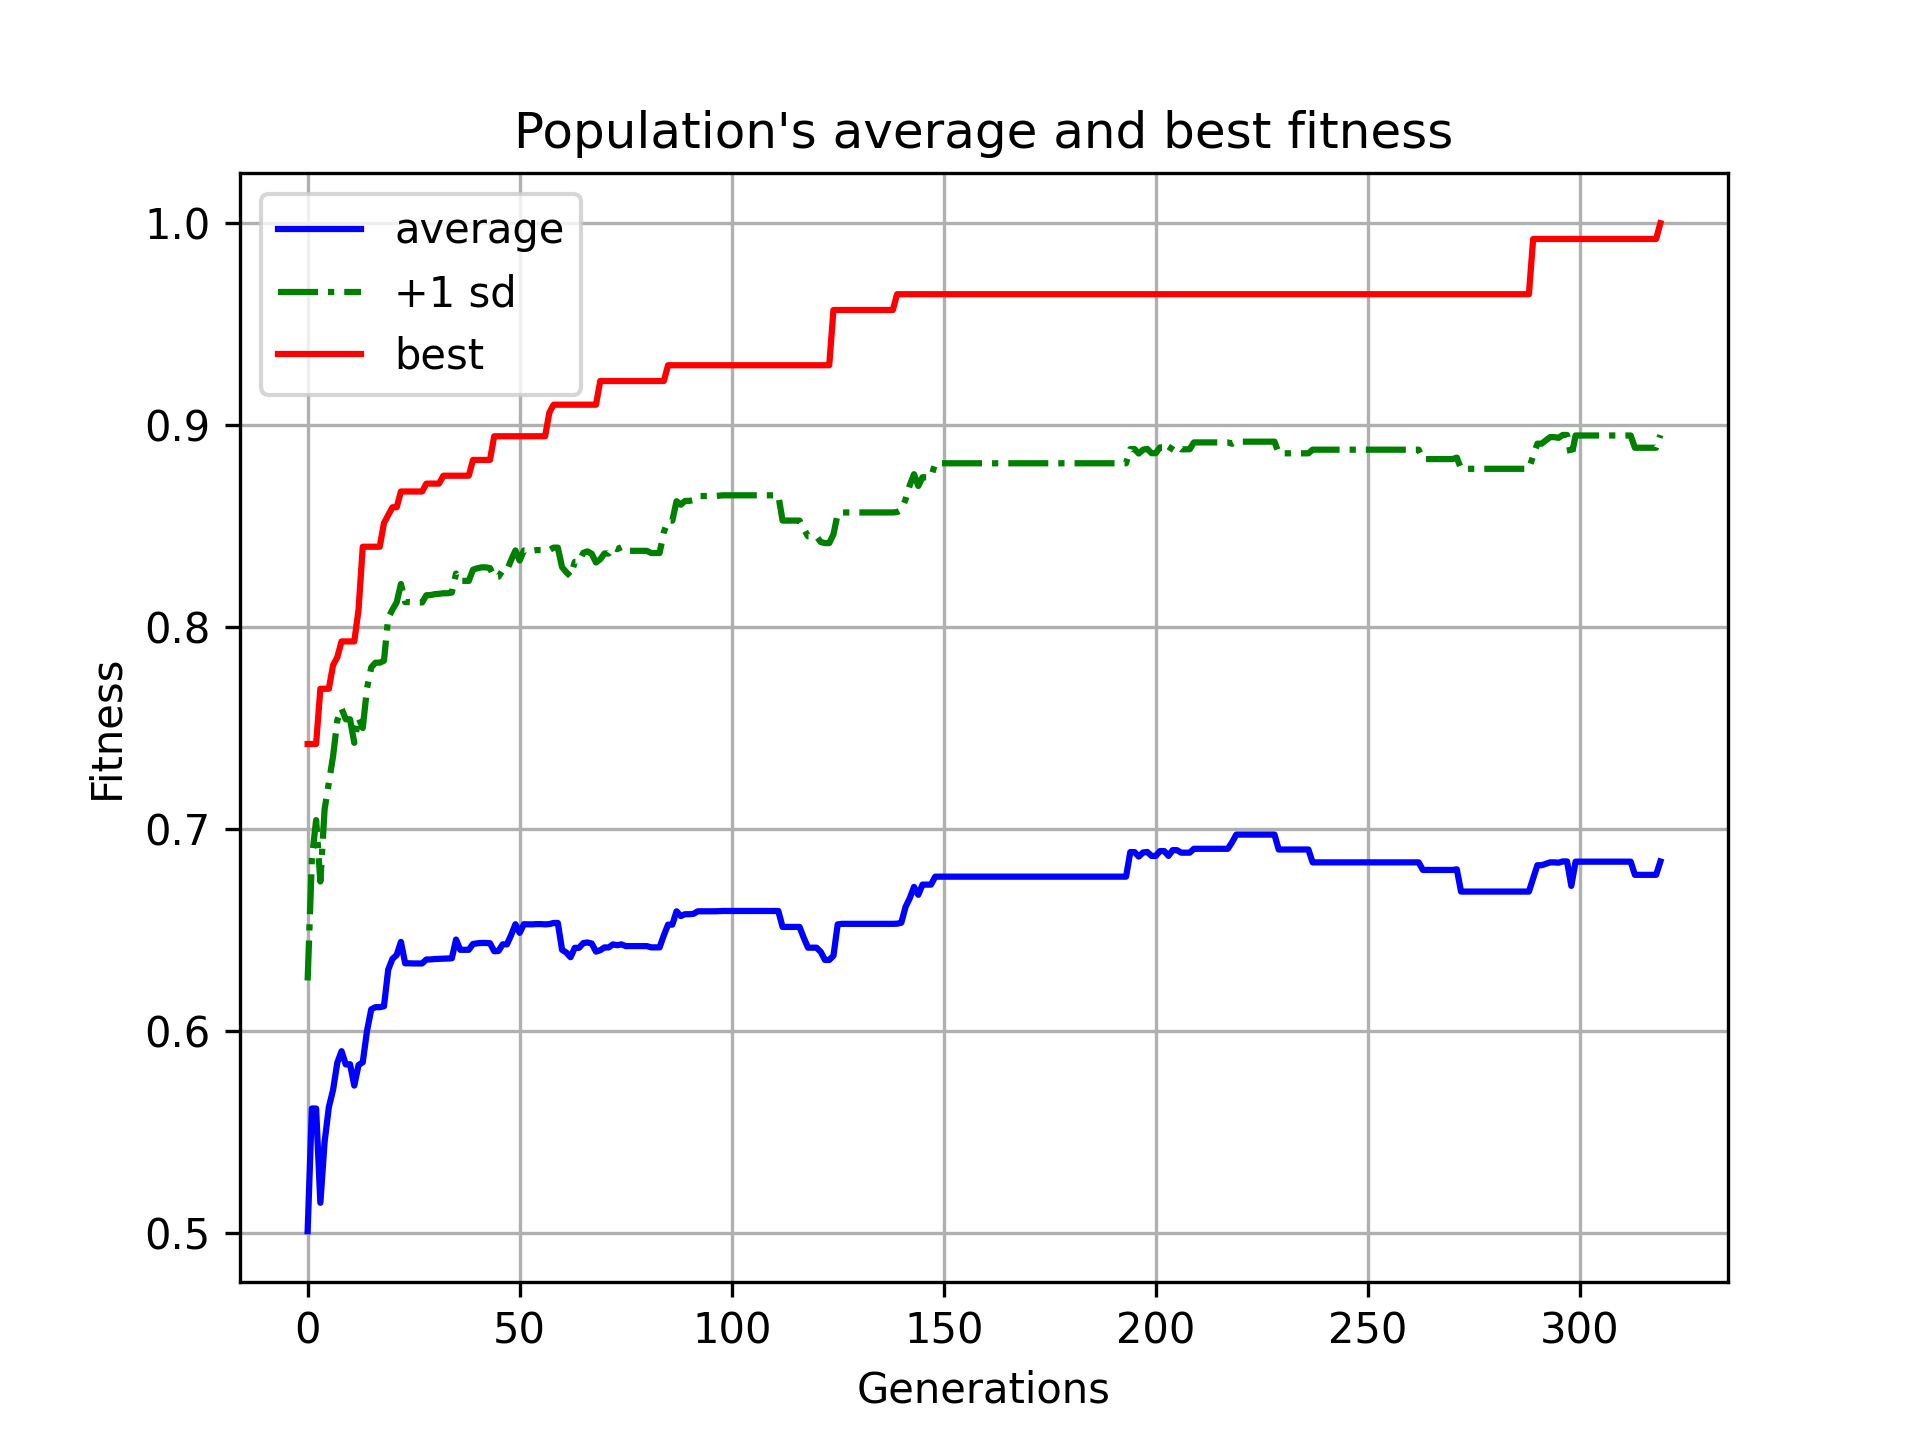 Population's average and best fitness
average
+1 sd
best
1.0
0.9
0.8
0.7
0.6
0.5
Fitness
0 50 100 150 200 250 300
Generations